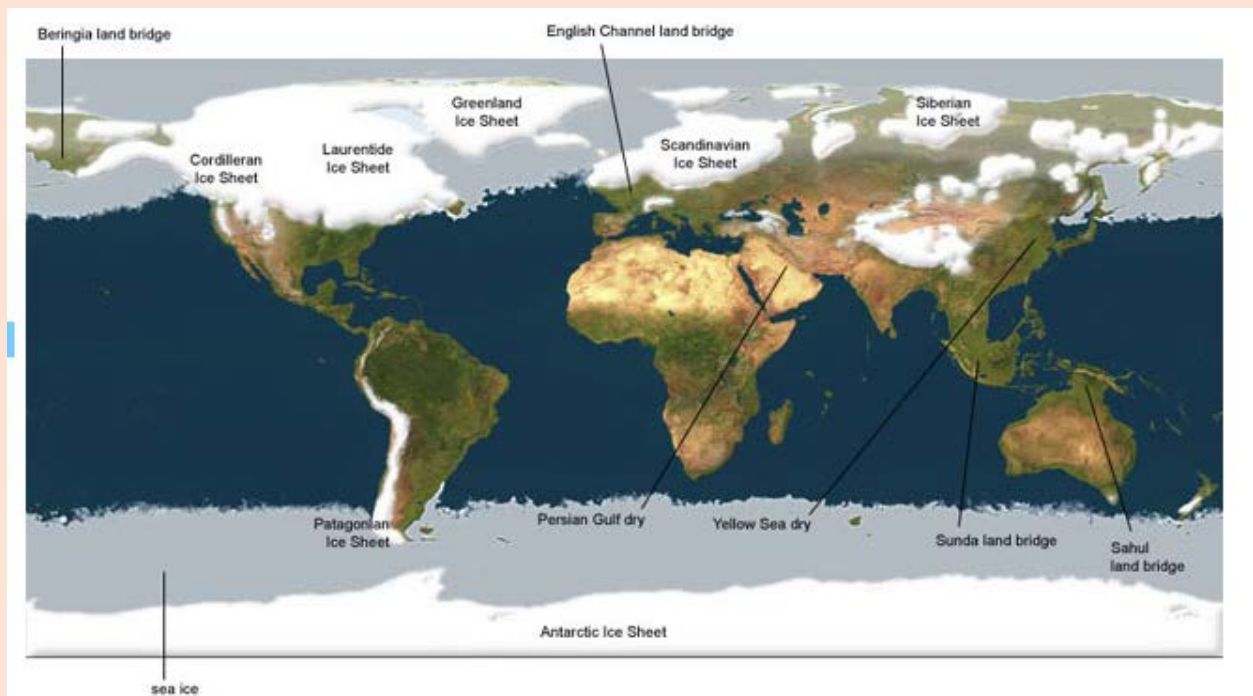 Beringia land bridge
English Channel land bridge
Greenland
Ice Sheet
Siberian
Ice Sheet
Laurentide
Ice Sheet
Scandinavian
Ice Sheet
Cordilleran
Ice Sheet
Patagonian
Ice Sheet
Persian Gulf dry
Yellow Sea dry
Sunda land bridge
Sahul
land bridge
Antarctic Ice Sheet
sea ice